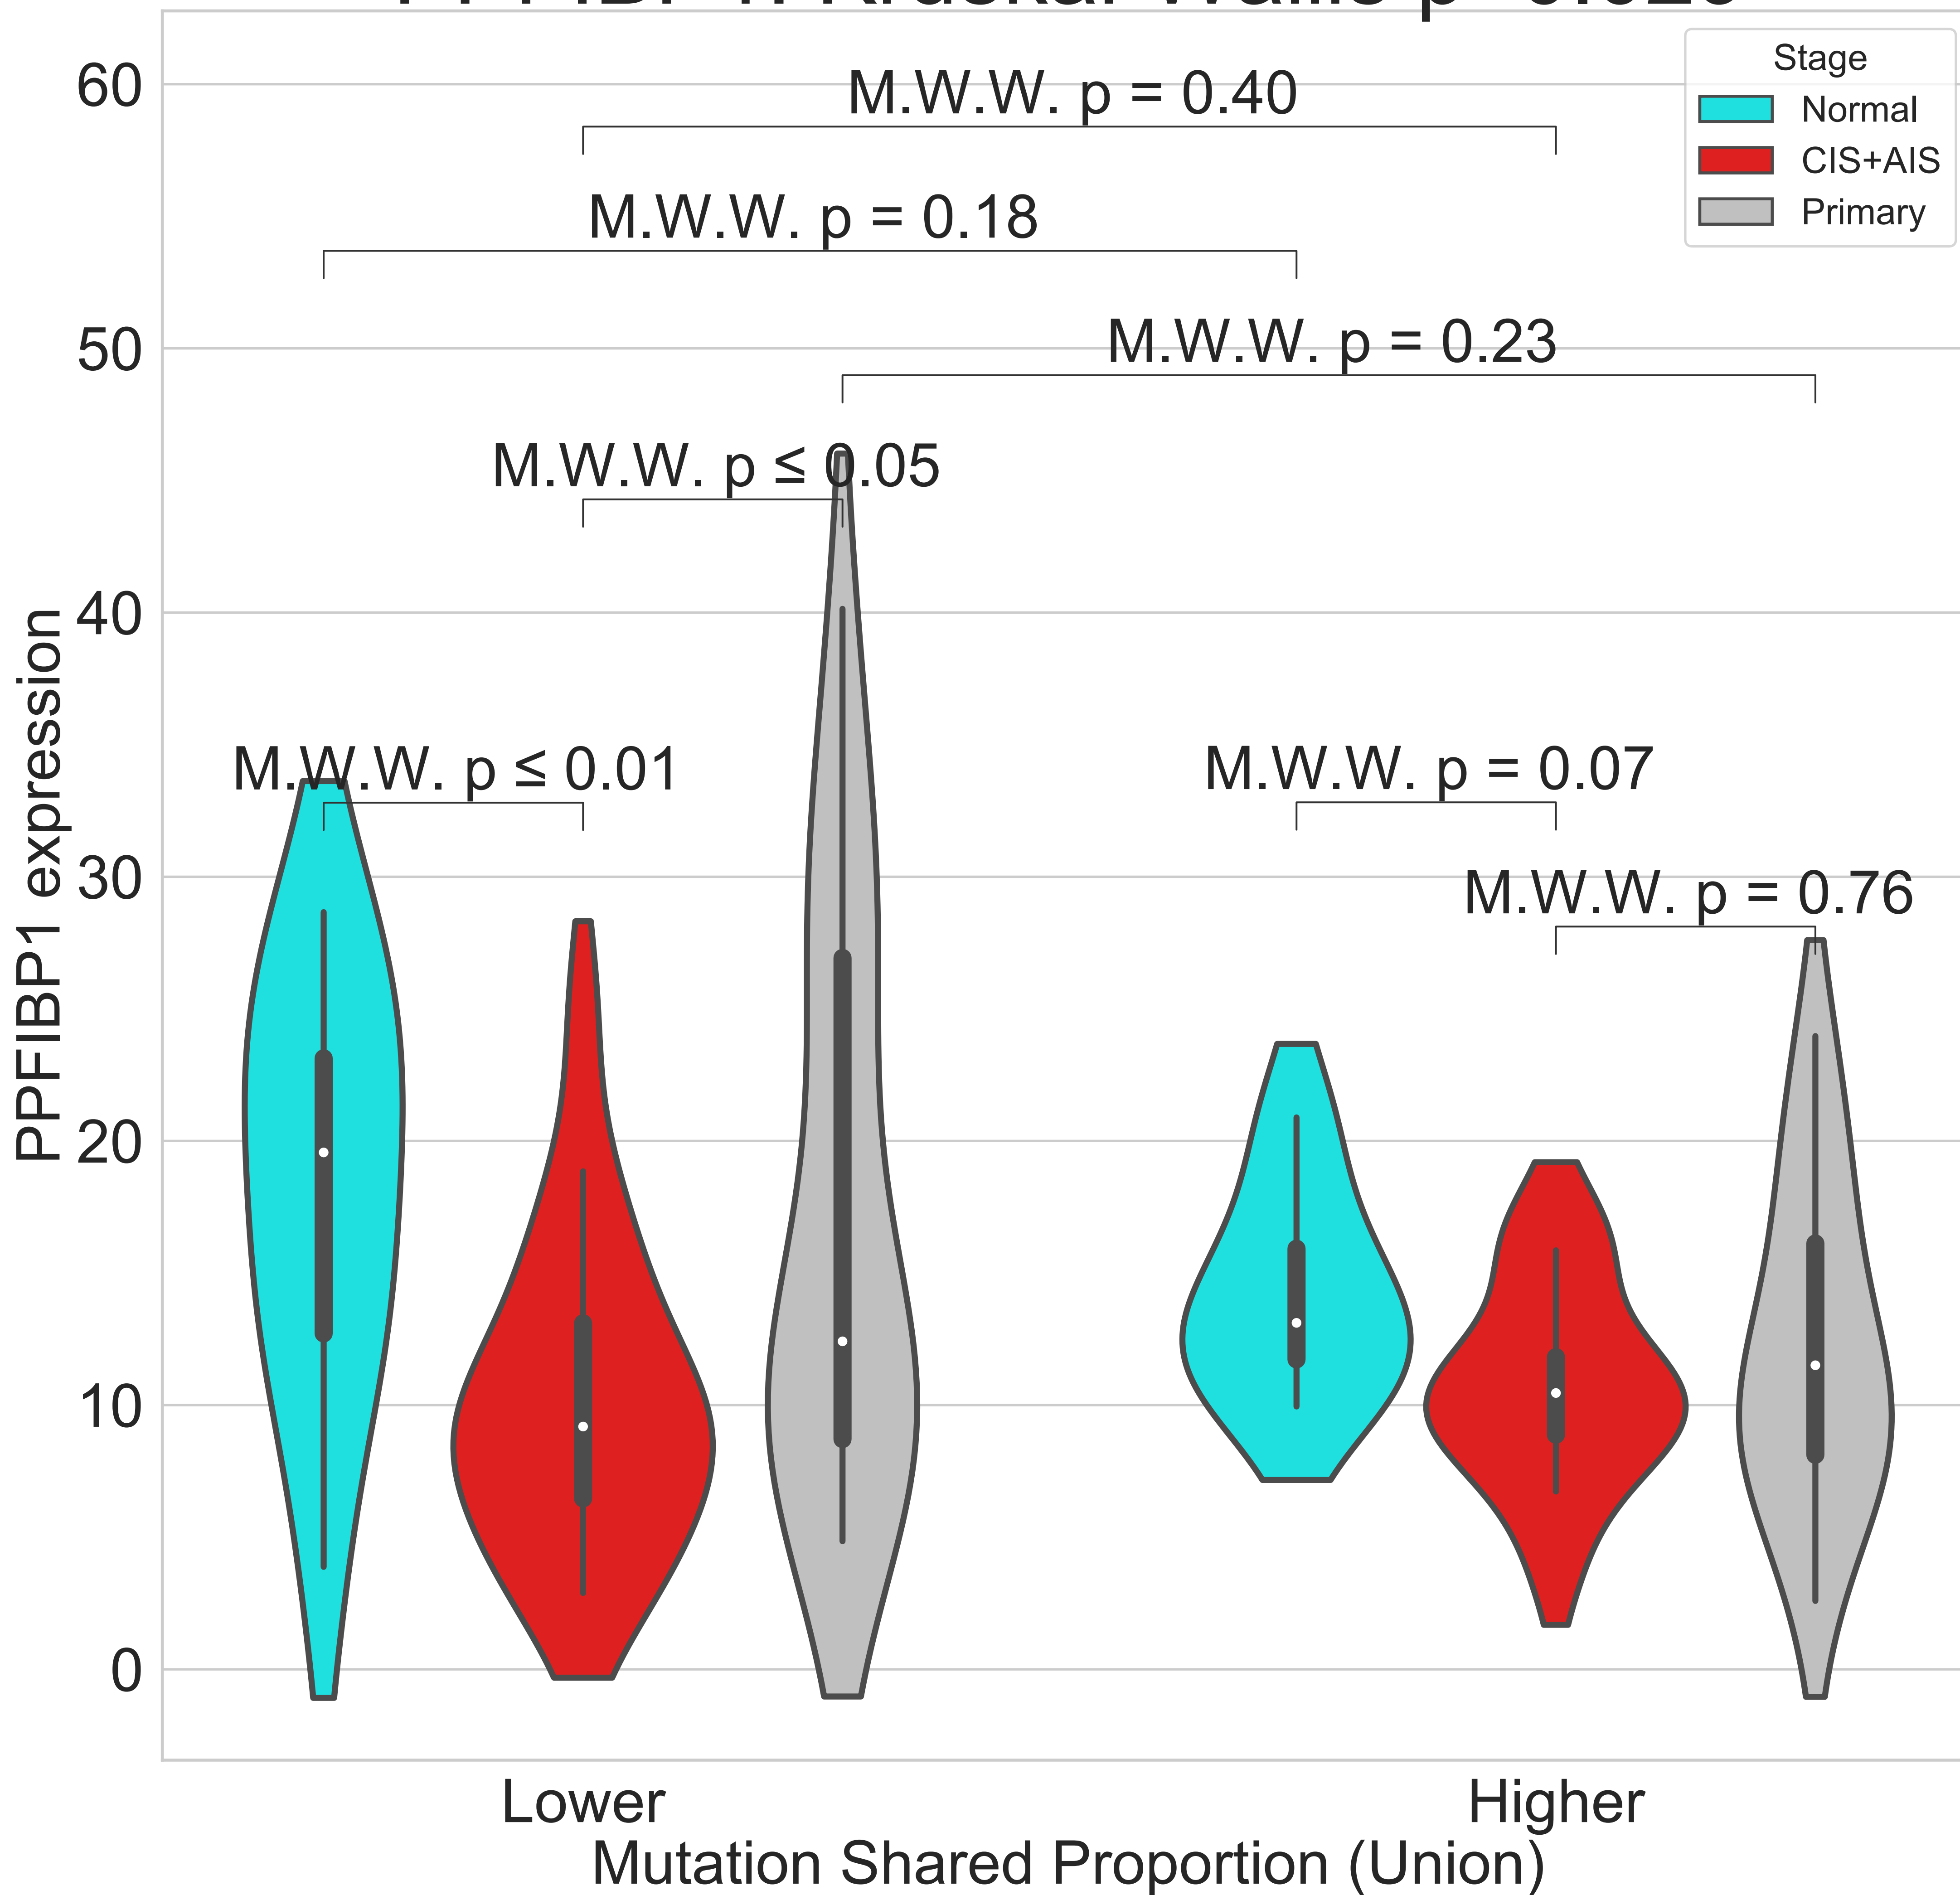 60
50
40
30
20
10
0
PPFIBP1 expression
M.W.W. p = 0.40
M.W.W. p = 0.18
M.W.W. p = 0.23
M.W.W. p ≤ 0.05
M.W.W. p ≤ 0.01
M.W.W. p = 0.07
M.W.W. p = 0.76
Stage
Normal
CIS+AIS
Primary
Lower
Higher
Mutation Shared Proportion (Union)